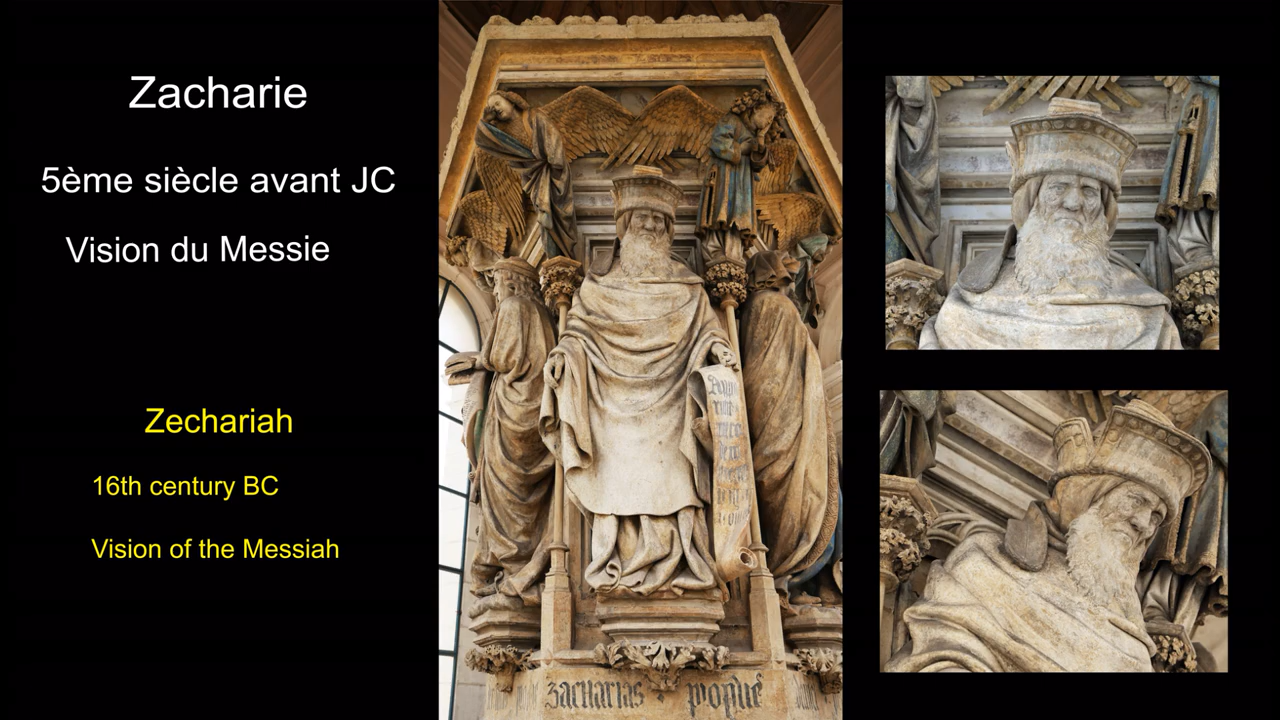 Zacharie
5ème siècle avant JC
Vision du Messie
Zechariah
16th century BC
Vision of the Messiah
zacharias